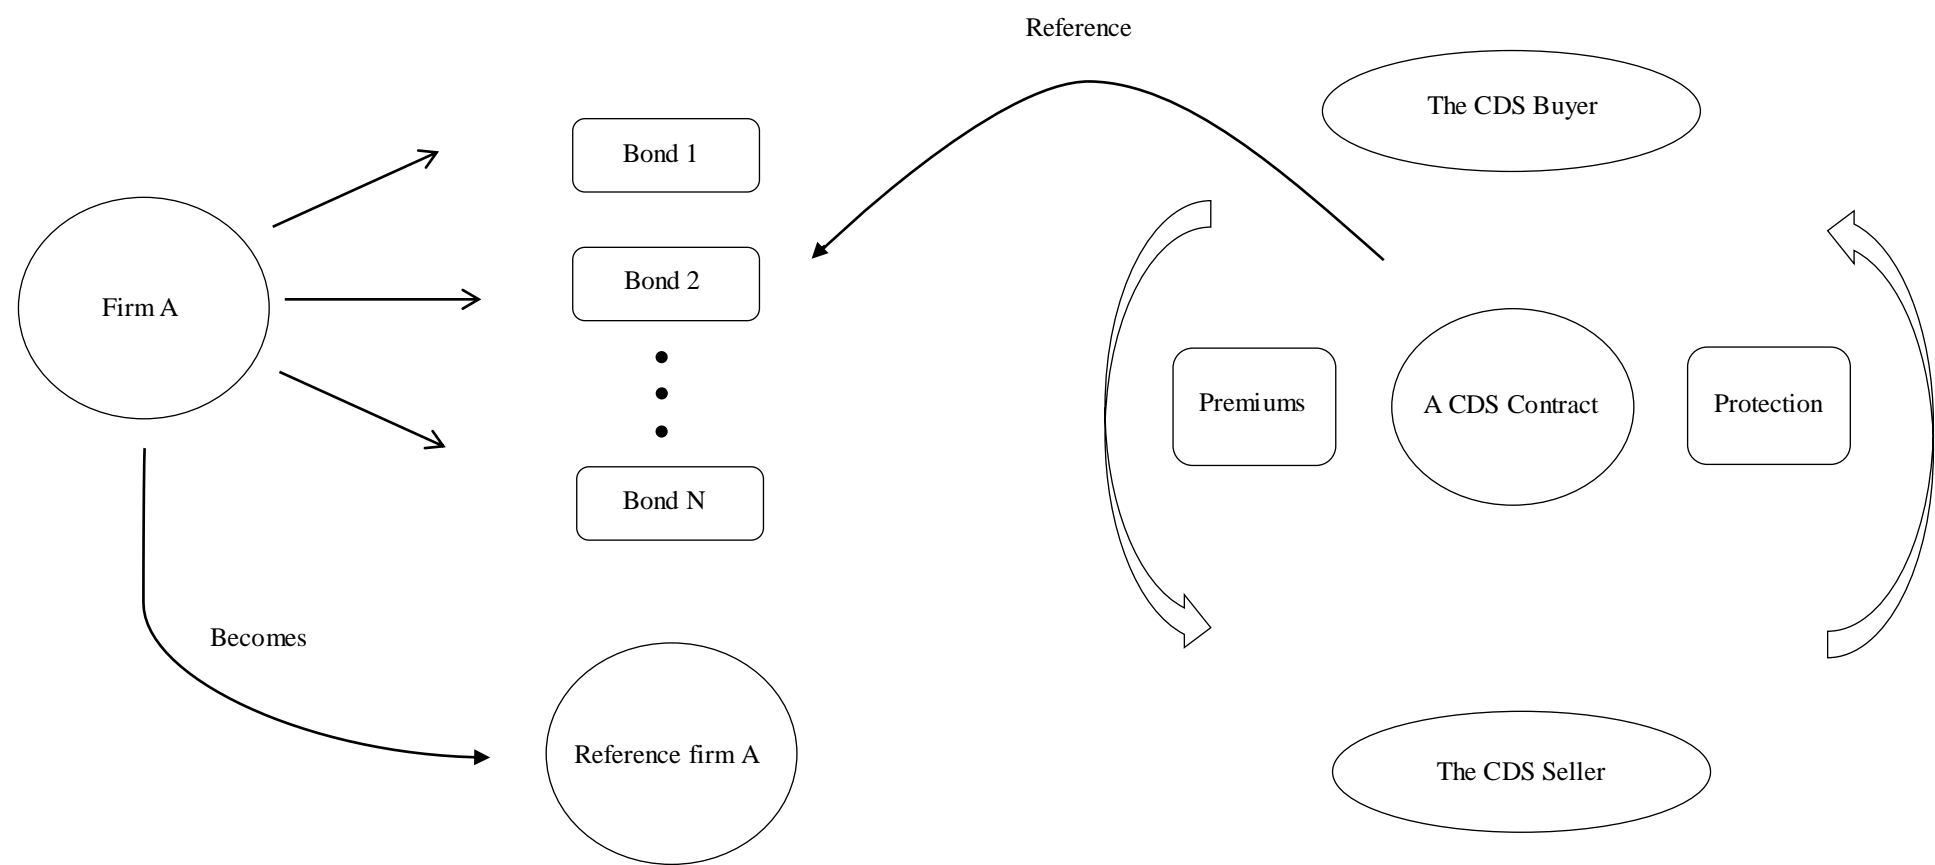 Reference
The CDS Buyer
Bond 1
Bond 2
Firm A
Premiums
A CDS Contract
Protection
Bond N
Becomes
Reference firm A
The CDS Seller